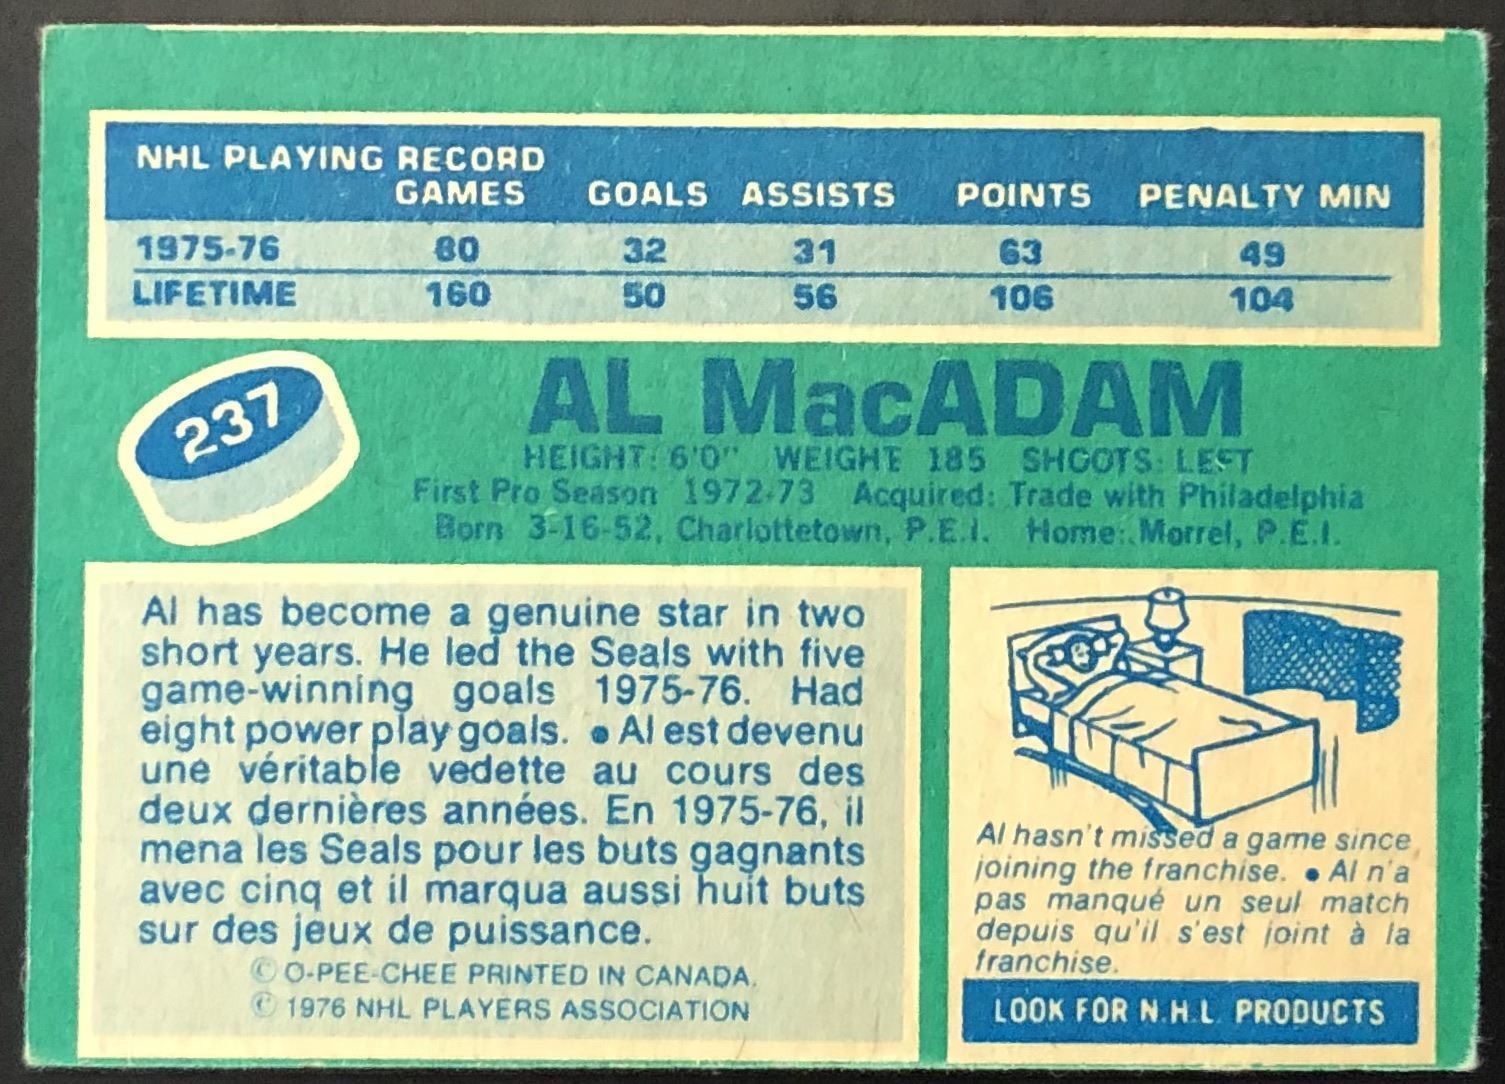 NHL PLAYING RECORD
GAMES GOALS ASSISTS POINTS PENALTY MIN
1975-76 80 32 31 63 49
LIFETIME 160 50 56 106 104
237
AL MacADAM
HEIGHT: 6'0" WEIGHT 185 SHOOTS: LEFT
First Pro Season 1972-73 Acquired: Trade with Philadelphia
Born 3-16-52, Charlottetown, P.E.I. Home: Morrel, P.E.I.
Al has become a genuine star in two
short years. He led the Seals with five
game-winning goals 1975-76. Had
eight power play goals. • Al est devenu
une véritable vedette au cours des
deux dernières années. En 1975-76, il
mena les Seals pour les buts gagnants
avec cinq et il marqua aussi huit buts
sur des jeux de puissance.
© O-PEE-CHEE PRINTED IN CANADA.
© 1976 NHL PLAYERS ASSOCIATION
Al hasn't missed a game since
joining the franchise. • Al n'a
pas manqué un seul match
depuis qu'il s'est joint à la
franchise.
LOOK FOR N.H.L. PRODUCTS